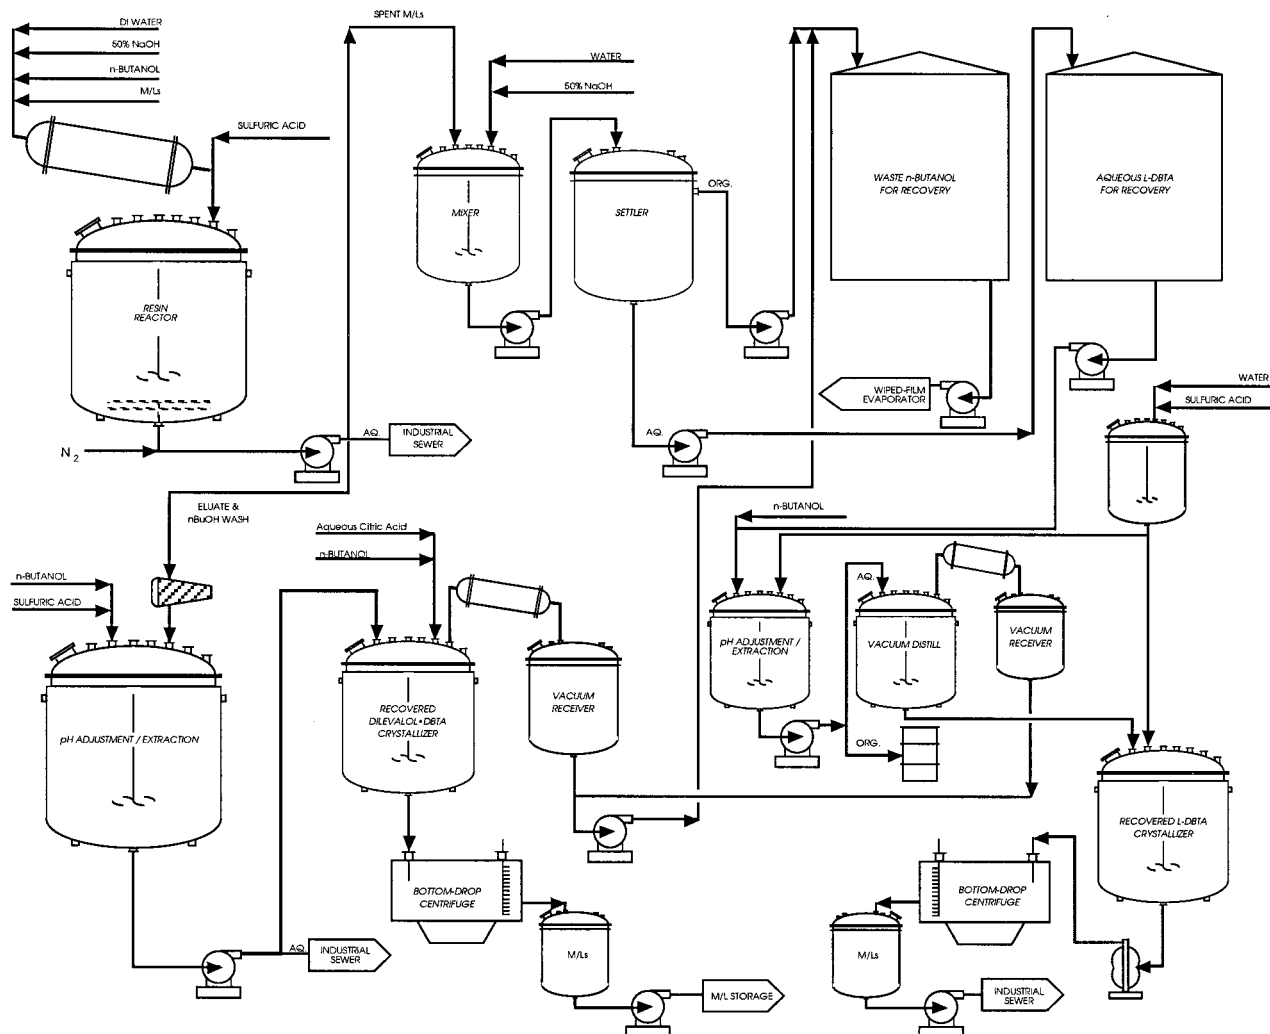 DI WATER
50% NaOH
n-BUTANOL
M/Ls
SULFURIC ACID
SPENT M/Ls
WATER
50% NaOH
MIXER
SETTLER
ORG.
WASTE n-BUTANOL
FOR RECOVERY
AQUEOUS L-DBTA
FOR RECOVERY
RESIN
REACTOR
WIPED-FILM
EVAPORATOR
WATER
SULFURIC ACID
AQ.
INDUSTRIAL
SEWER
AQ.
N2
ELUATE &
nBuOH WASH
n-BUTANOL
Aqueous Citric Acid
n-BUTANOL
n-BUTANOL
SULFURIC ACID
AQ.
pH ADJUSTMENT /
EXTRACTION
VACUUM DISTILL
VACUUM
RECEIVER
pH ADJUSTMENT / EXTRACTION
RECOVERED
DILEVALOL•DBTA
CRYSTALLIZER
VACUUM
RECEIVER
ORG.
RECOVERED L-DBTA
CRYSTALLIZER
BOTTOM-DROP
CENTRIFUGE
BOTTOM-DROP
CENTRIFUGE
AQ.
INDUSTRIAL
SEWER
M/Ls
M/Ls
M/L STORAGE
INDUSTRIAL
SEWER